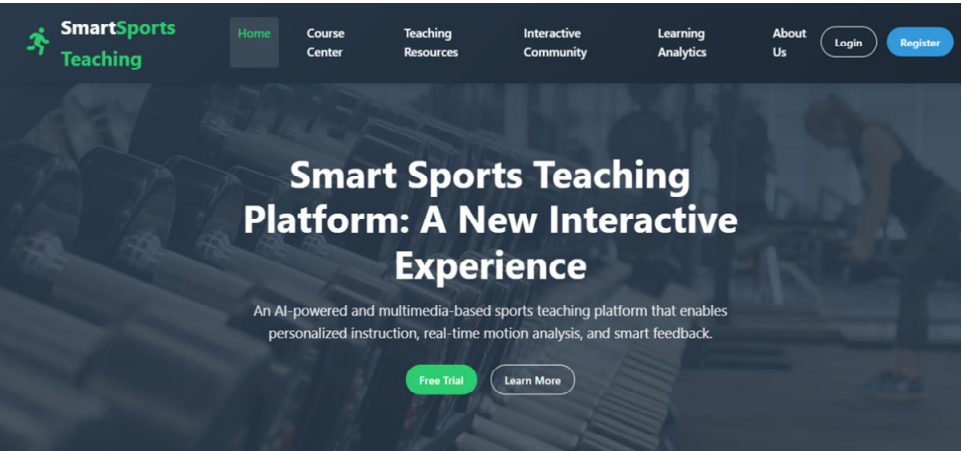 SmartSports
Teaching
Home
Course
Center
Teaching
Resources
Interactive
Community
Learning
Analytics
About
Us
Login
Register
Smart Sports Teaching
Platform: A New Interactive
Experience
An AI-powered and multimedia-based sports teaching platform that enables
personalized instruction, real-time motion analysis, and smart feedback.
Free Trial
Learn More